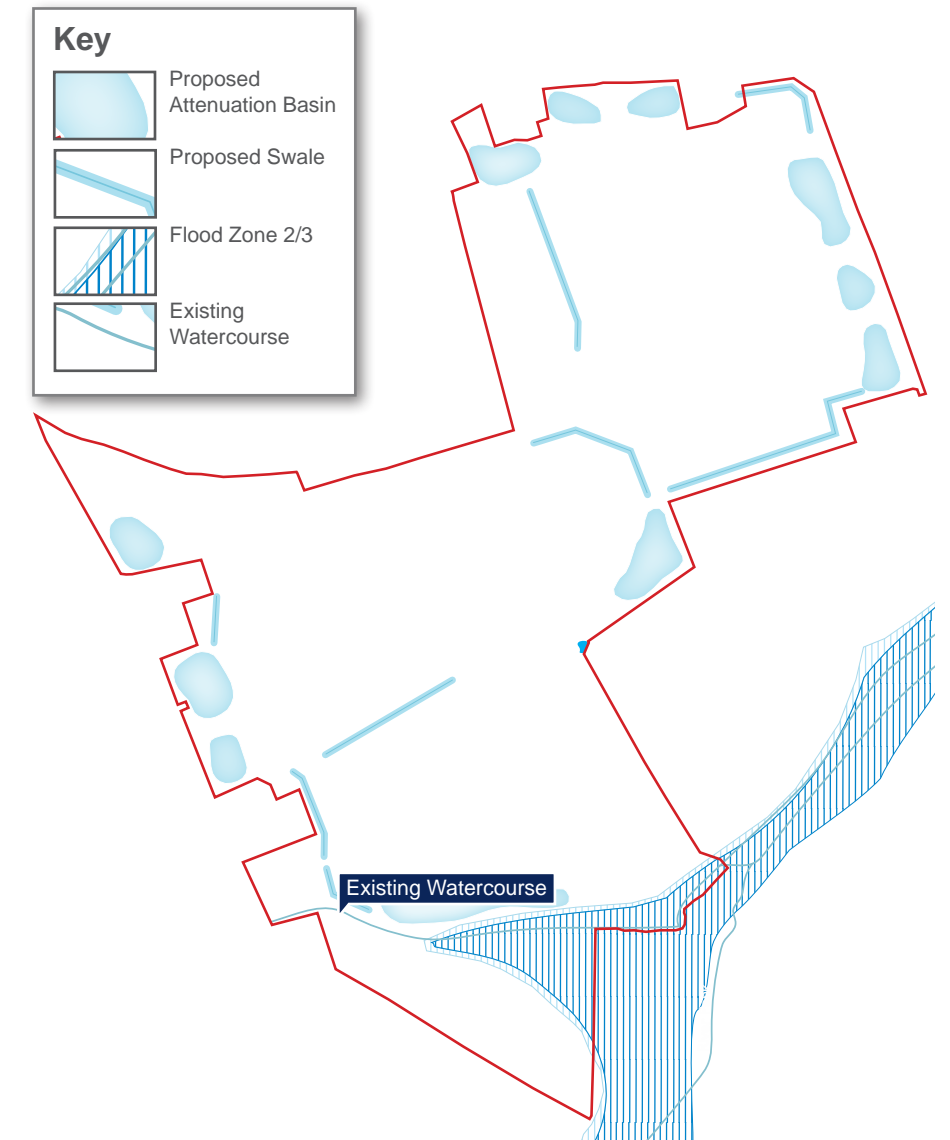 Key
Proposed
Attenuation Basin
Proposed Swale
Flood Zone 2/3
Existing
Watercourse
Existing Watercourse